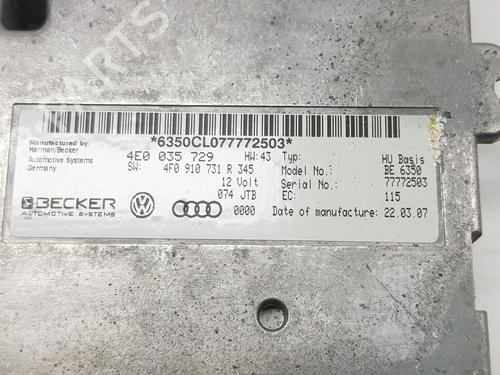 *6350CL077772503*
Manufactured by:
Harman/Becker
Automotive Systems
Germany
4E0 035 729 HW:43 Typ: HU Basis
SW: 4F0 910 731 R 345 Model No.: BE 6350
12 Volt Serial No.: 77772503
074 JTB EC: 115
0000 Date of manufacture: 22.03.07
BECKER
AUTOMOTIVE SYSTEMS
PARTS